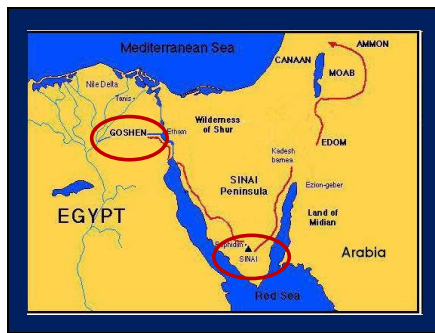 Mediterranean Sea
AMMON
CANAAN
MOAB
Nile Delta
Tanis
GOSHEN
Etham
Wilderness
of Shur
EDOM
Kadesh
barnea
SINAI
Peninsula
Ezion-geber
EGYPT
Land of
Midian
Rephidim
SINAI
Arabia
Red Sea